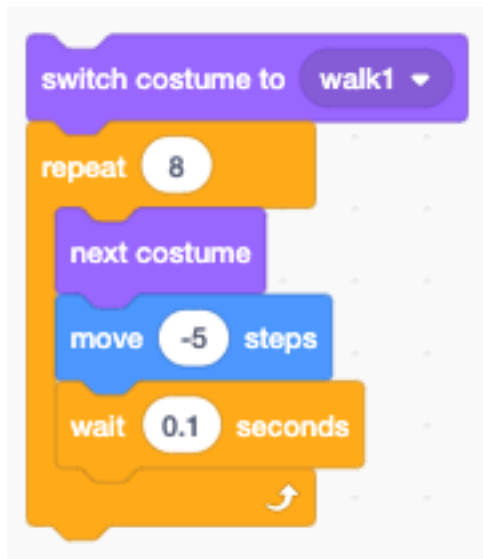 switch costume to walk1
repeat 8
next costume
move -5 steps
wait 0.1 seconds